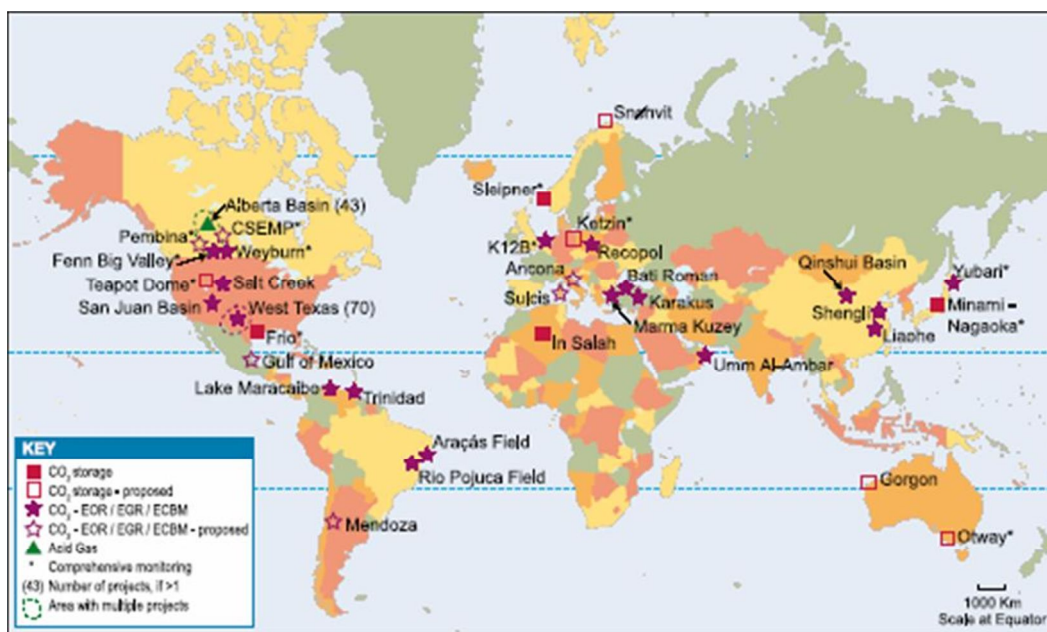 Snøhvit
Sleipner*
Alberta Basin (43)
CSEMP*
Pembina*
Weyburn*
Fenn Big Valley*
Ketzin*
K12B*
Recopol
Teapot Dome*
Salt Creek
Ancona
Bati Roman
Qinshui Basin
Yubari*
San Juan Basin
West Texas (70)
Sulcis
Karakus
Shengli
Minami -
Nagaoka*
Frio*
Marma Kuzey
Liaohe
In Salah
Gulf of Mexico
Umm Al-Ambar
Lake Maracaibo
Trinidad
Araçás Field
Rio Pojuca Field
Gorgon
Mendoza
Otway*
KEY
CO₂ storage
CO₂ storage - proposed
CO₂ - EOR / EGR / ECBM
CO₂ - EOR / EGR / ECBM - proposed
Acid Gas
* Comprehensive monitoring
(43) Number of projects, if >1
Area with multiple projects
1000 Km
Scale at Equator